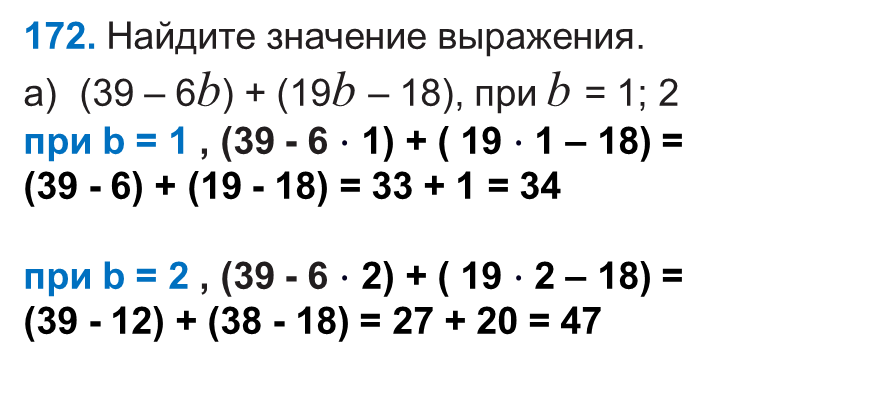 172. Найдите значение выражения.
а) (39 – 6b) + (19b – 18), при b = 1; 2
при b = 1 , (39 - 6 · 1) + ( 19 · 1 – 18) =
(39 - 6) + (19 - 18) = 33 + 1 = 34
при b = 2 , (39 - 6 · 2) + ( 19 · 2 – 18) =
(39 - 12) + (38 - 18) = 27 + 20 = 47